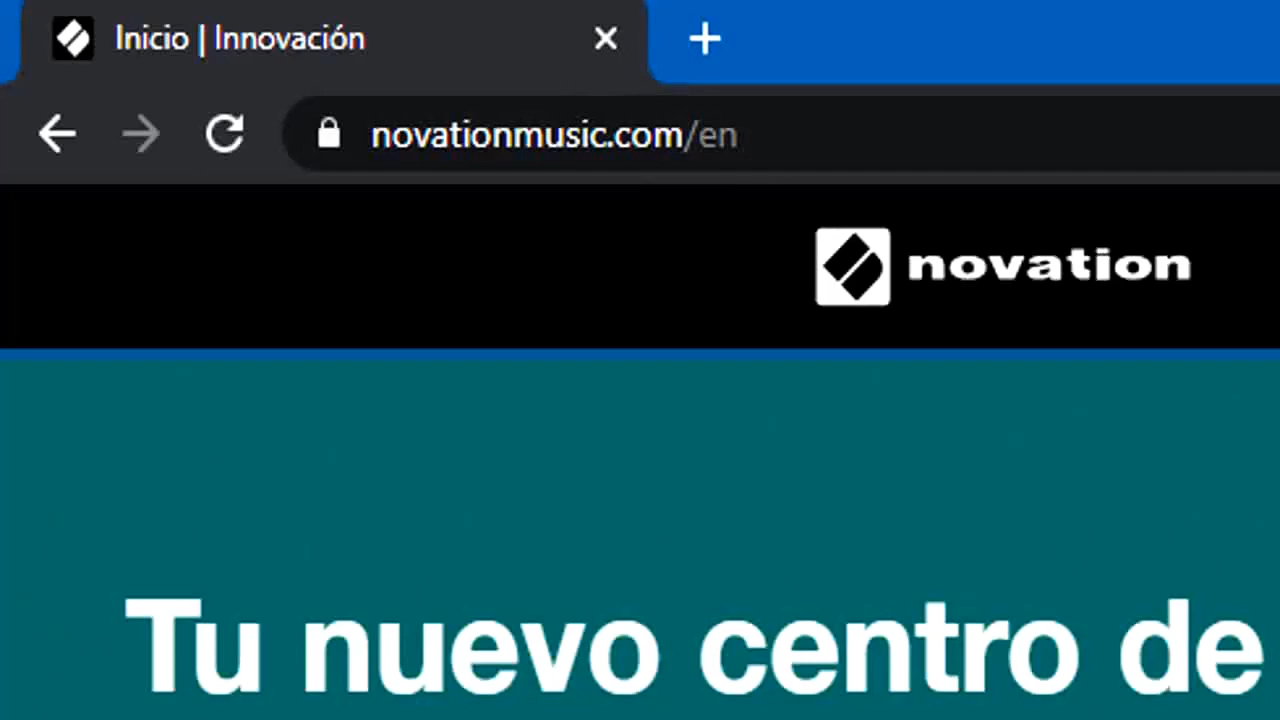 Inicio | Innovación
novationmusic.com/en
novation
Tu nuevo centro de